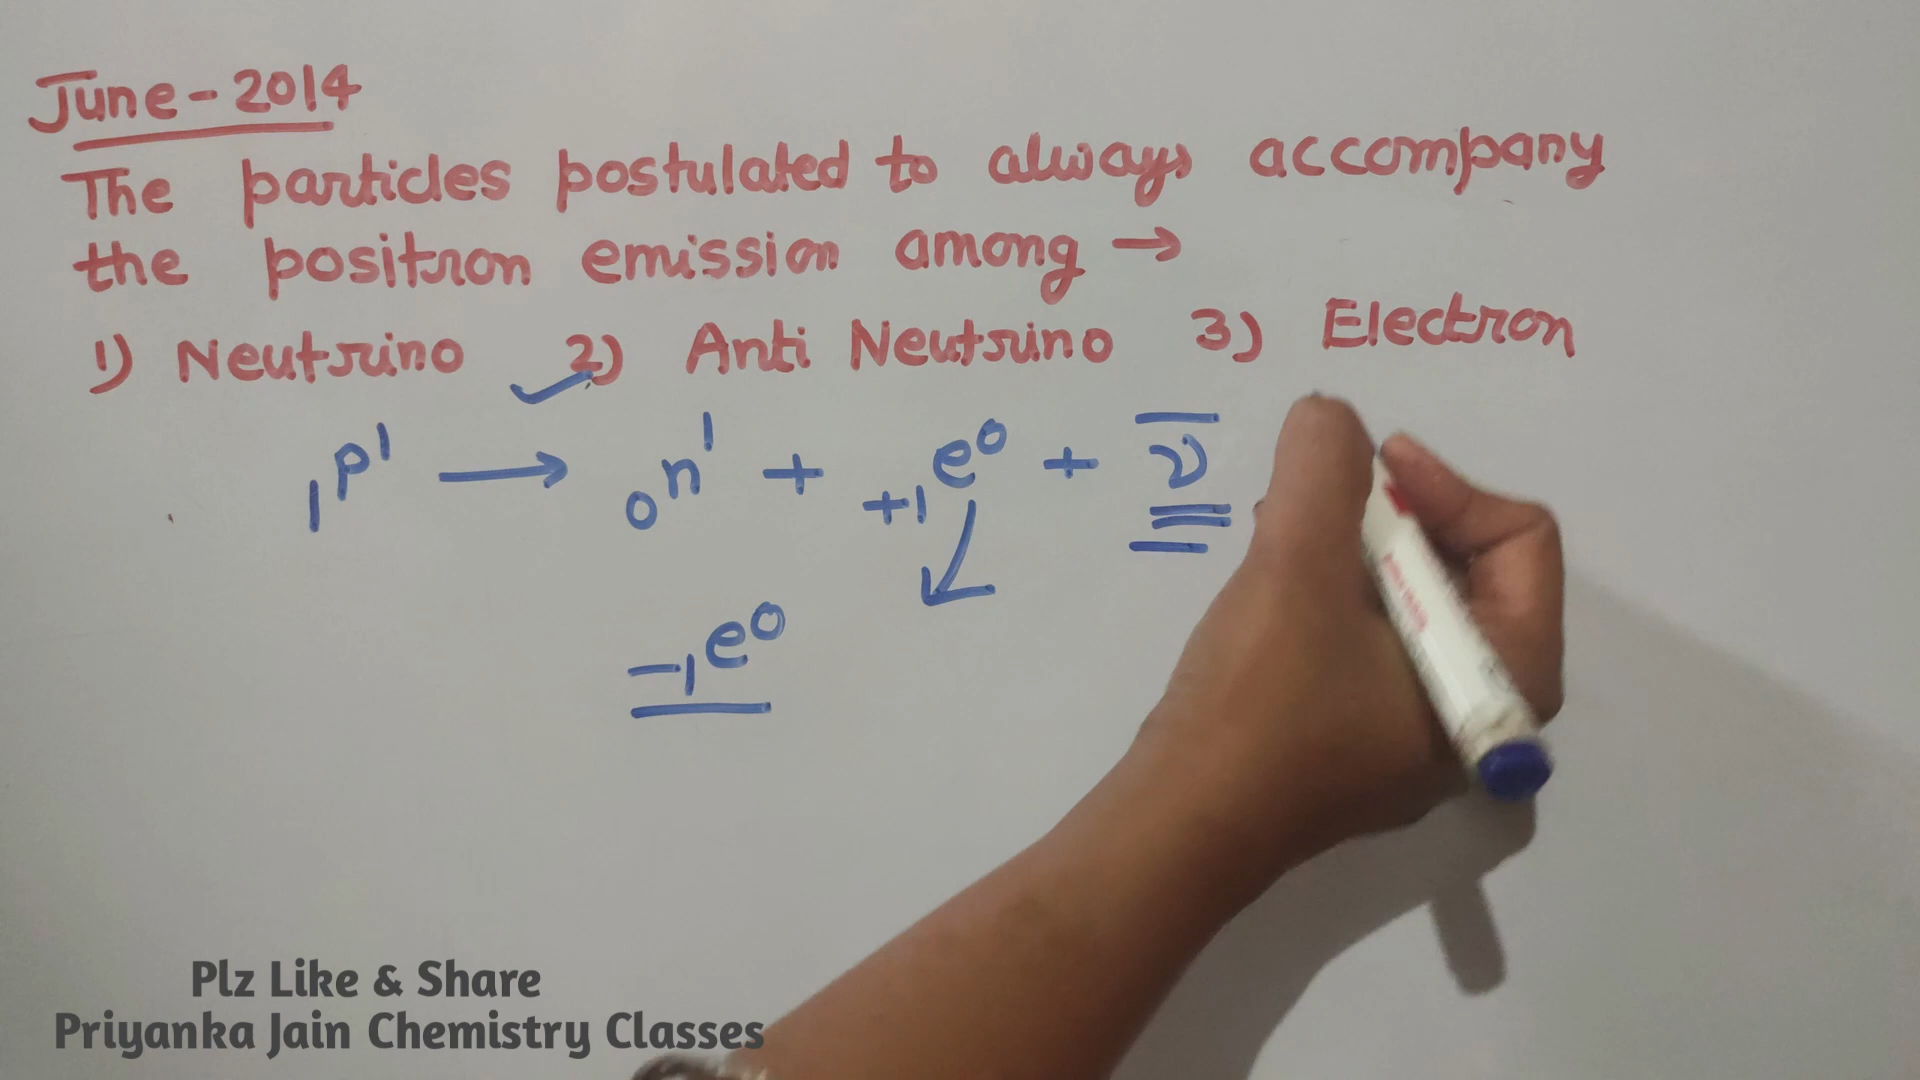 June-2014
The particles postulated to always accompany
the positron emission among →
1) Neutrino 2) Anti Neutrino 3) Electron
₁p¹ → ₀n¹ + ₊₁e⁰ + ν̅
₋₁e⁰
Plz Like & Share
Priyanka Jain Chemistry Classes